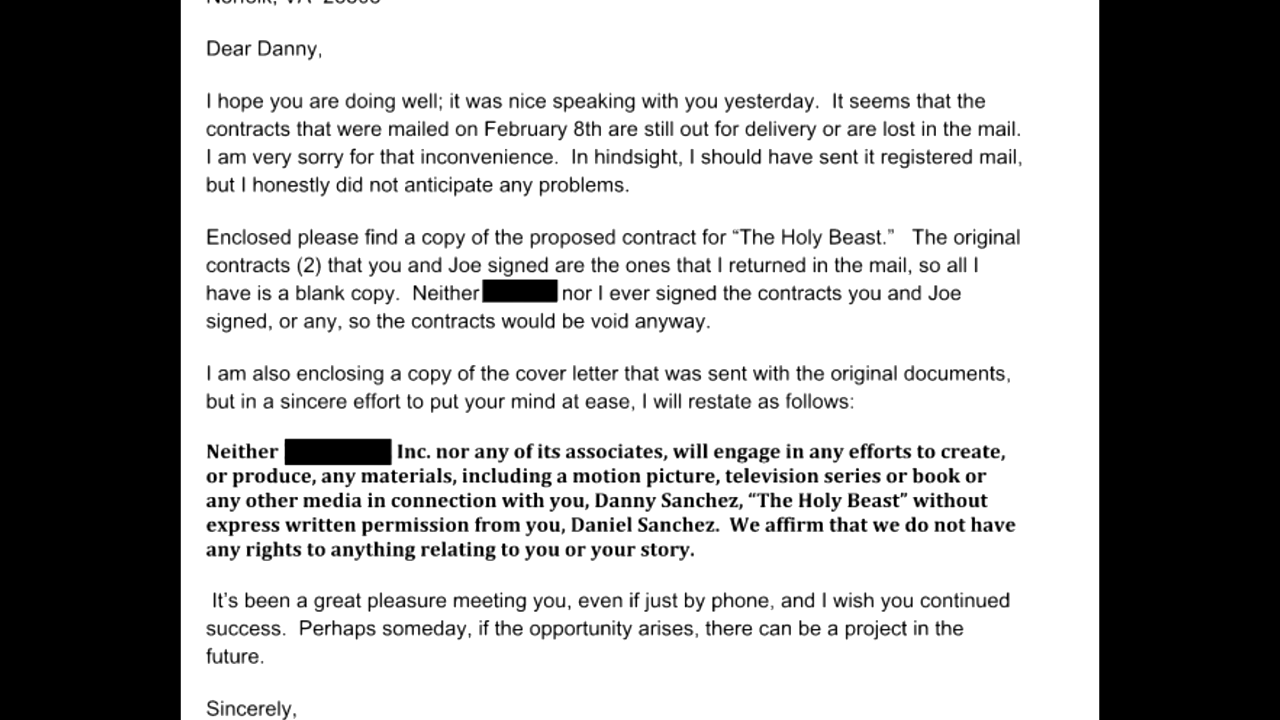 Dear Danny,
I hope you are doing well; it was nice speaking with you yesterday.  It seems that the
contracts that were mailed on February 8th are still out for delivery or are lost in the mail.
I am very sorry for that inconvenience.  In hindsight, I should have sent it registered mail,
but I honestly did not anticipate any problems.
Enclosed please find a copy of the proposed contract for “The Holy Beast.”   The original
contracts (2) that you and Joe signed are the ones that I returned in the mail, so all I
have is a blank copy.  Neither nor I ever signed the contracts you and Joe
signed, or any, so the contracts would be void anyway.
I am also enclosing a copy of the cover letter that was sent with the original documents,
but in a sincere effort to put your mind at ease, I will restate as follows:
Neither Inc. nor any of its associates, will engage in any efforts to create,
or produce, any materials, including a motion picture, television series or book or
any other media in connection with you, Danny Sanchez, “The Holy Beast” without
express written permission from you, Daniel Sanchez.  We affirm that we do not have
any rights to anything relating to you or your story.
It’s been a great pleasure meeting you, even if just by phone, and I wish you continued
success.  Perhaps someday, if the opportunity arises, there can be a project in the
future.
Sincerely,